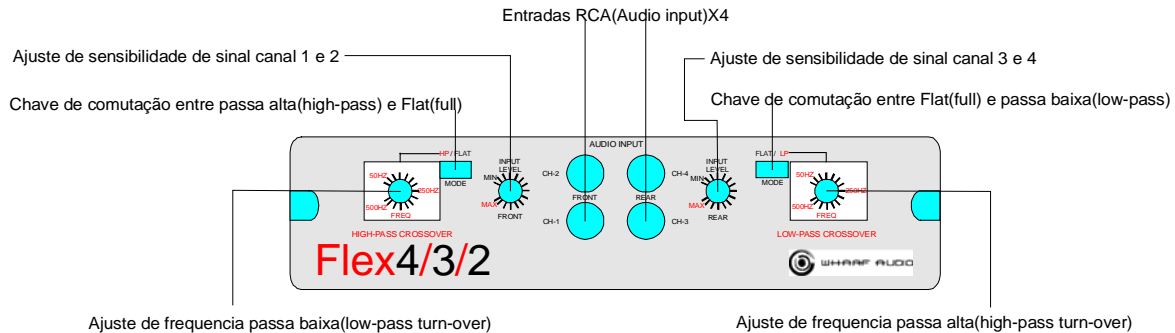 Entradas RCA(Audio input)X4
Ajuste de sensibilidade de sinal canal 1 e 2
Ajuste de sensibilidade de sinal canal 3 e 4
Chave de comutação entre passa alta(high-pass) e Flat(full)
Chave de comutação entre Flat(full) e passa baixa(low-pass)
HP / FLAT
MODE
50HZ
250HZ
500HZ
FREQ
HIGH-PASS CROSSOVER
INPUT
LEVEL
MIN
MAX
FRONT
AUDIO INPUT
CH-2
CH-4
FRONT
REAR
CH-1
CH-3
INPUT
LEVEL
MIN
MAX
REAR
FLAT / LP
MODE
50HZ
250HZ
500HZ
FREQ
LOW-PASS CROSSOVER
Flex4/3/2
WHARF AUDIO
Ajuste de frequencia passa baixa(low-pass turn-over)
Ajuste de frequencia passa alta(high-pass turn-over)